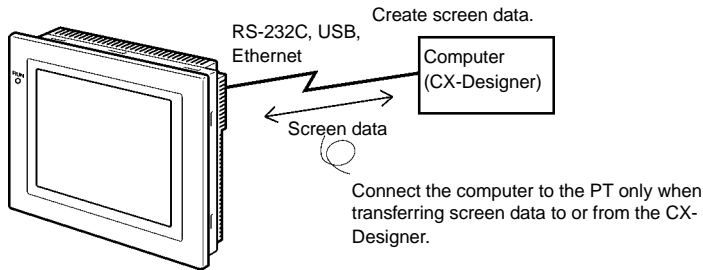 Create screen data.
RS-232C, USB,
Ethernet
Computer
(CX-Designer)
RUN
Screen data
Connect the computer to the PT only when
transferring screen data to or from the CX-
Designer.